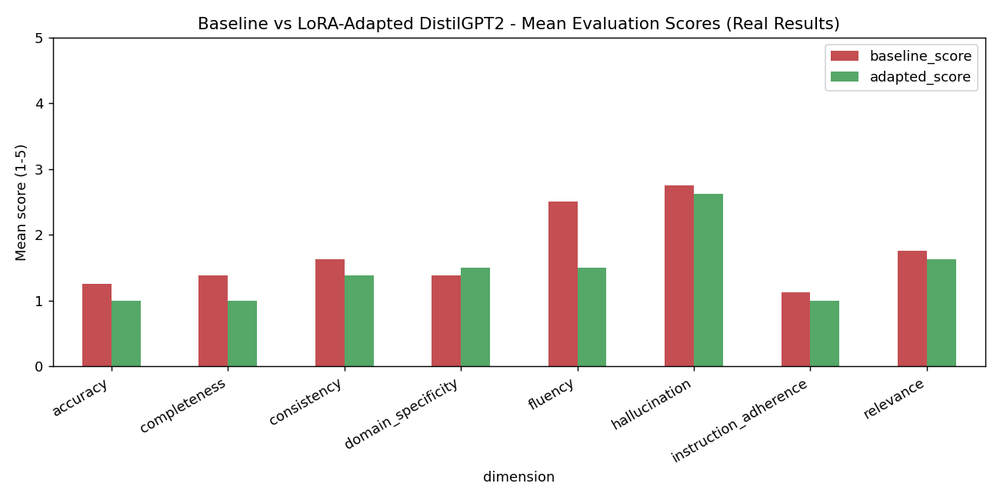 Baseline vs LoRA-Adapted DistilGPT2 - Mean Evaluation Scores (Real Results)
baseline_score
adapted_score
Mean score (1-5)
5
4
3
2
1
0
accuracy
completeness
consistency
domain_specificity
fluency
hallucination
instruction_adherence
relevance
dimension